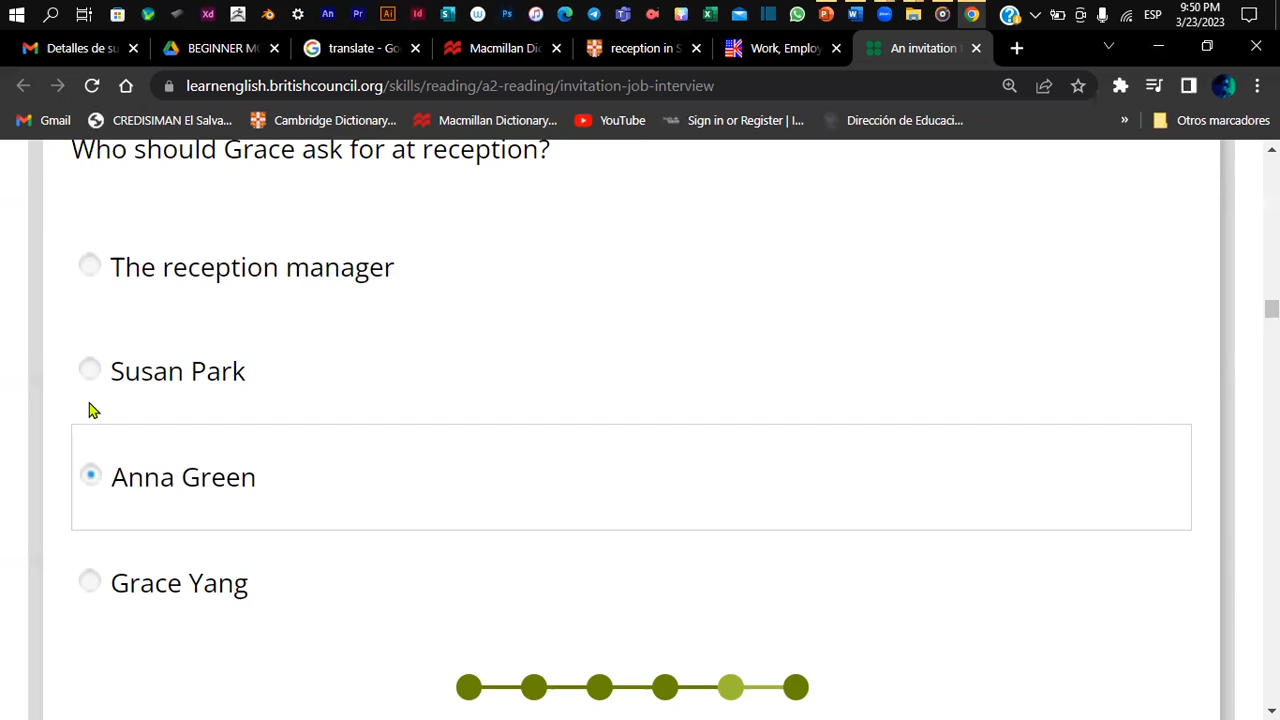 9:50 PM
ESP
3/23/2023
Detalles de su
BEGINNER M
translate - Go
Macmillan Dic
reception in S
Work, Employ
An invitation
learnenglish.britishcouncil.org/skills/reading/a2-reading/invitation-job-interview
Gmail
CREDISIMAN El Salva...
Cambridge Dictionary...
Macmillan Dictionary...
YouTube
Sign in or Register | I...
Dirección de Educaci...
»
Otros marcadores
Who should Grace ask for at reception?
The reception manager
Susan Park
Anna Green
Grace Yang